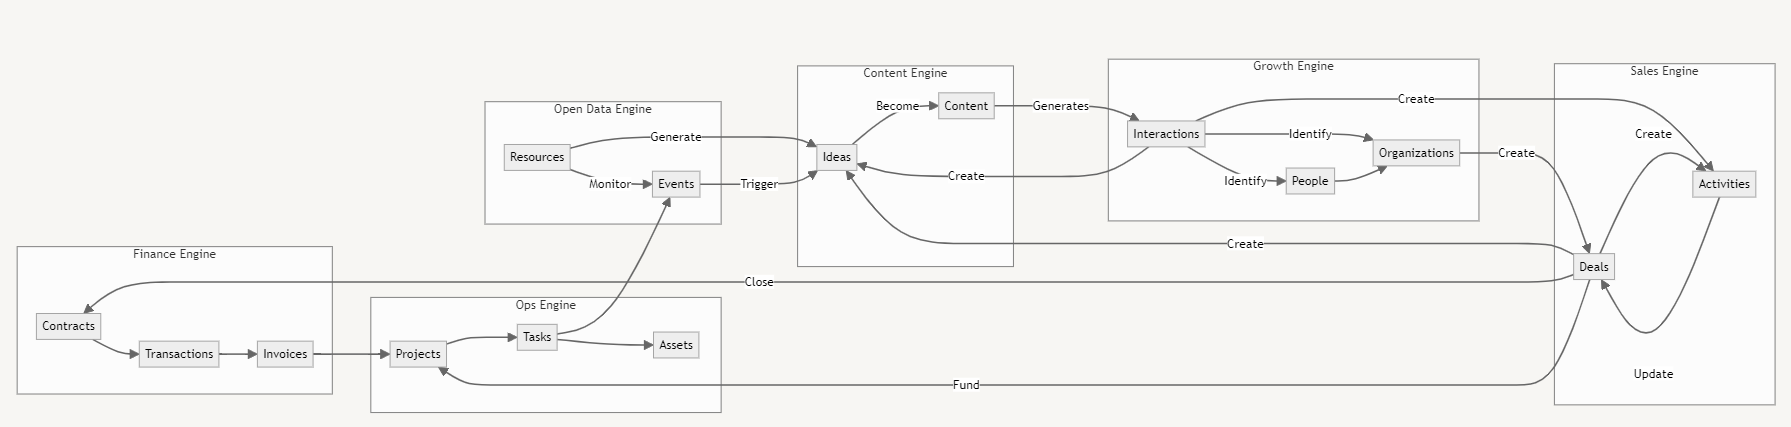 Growth Engine
Sales Engine
Content Engine
Create
Become
Content
Generates
Open Data Engine
Interactions
Identify
Create
Generate
Organizations
Create
Resources
Ideas
Identify
People
Create
Monitor
Events
Trigger
Activities
Create
Finance Engine
Deals
Close
Ops Engine
Contracts
Tasks
Assets
Transactions
Invoices
Projects
Update
Fund